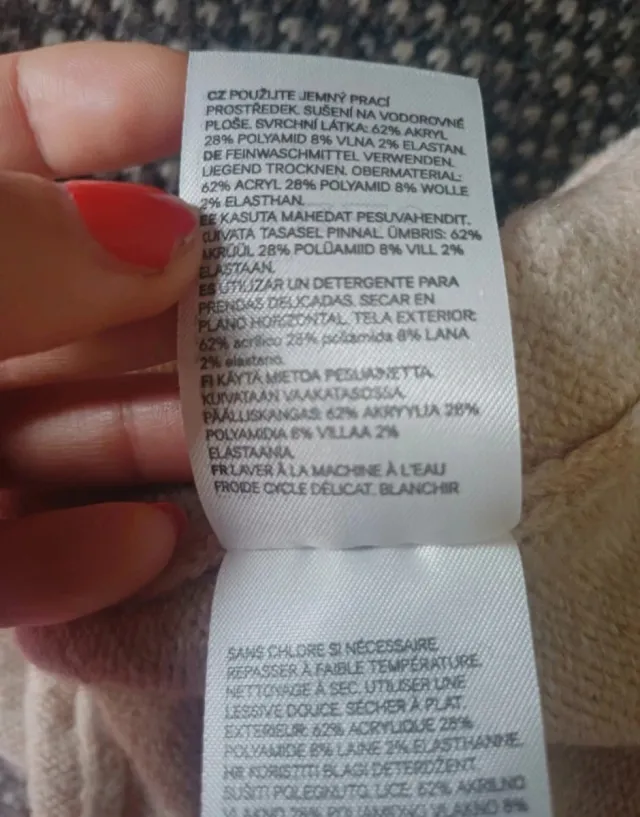 CZ POUŽIJTE JEMNÝ PRACÍ
PROSTŘEDEK. SUŠENÍ NA VODOROVNÉ
PLOŠE. SVRCHNÍ LÁTKA: 62% AKRYL
28% POLYAMID 8% VLNA 2% ELASTAN.
DE FEINWASCHMITTEL VERWENDEN.
LIEGEND TROCKNEN. OBERMATERIAL:
62% ACRYL 28% POLYAMID 8% WOLLE
2% ELASTHAN.
EE KASUTA MAHEDAT PESUVAHENDIT.
KUIVATA TASASEL PINNAL. ÜMBRIS: 62%
AKRÜÜL 28% POLÜAMIID 8% VILL 2%
ELASTAAN.
ES UTILIZAR UN DETERGENTE PARA
PRENDAS DELICADAS. SECAR EN
PLANO HORIZONTAL. TELA EXTERIOR:
62% acrílico 28% poliamida 8% LANA
2% elastano.
FI KÄYTÄ MIETOA PESUAINETTA.
KUIVATAAN VAAKATASOSSA.
PÄÄLLISKANGAS: 62% AKRYYLIA 28%
POLYAMIDIA 8% VILLAA 2%
ELASTAANIA.
FR LAVER À LA MACHINE À L'EAU
FROIDE CYCLE DÉLICAT. BLANCHIR
SANS CHLORE SI NÉCESSAIRE.
REPASSER À FAIBLE TEMPÉRATURE.
NETTOYAGE À SEC. UTILISER UNE
LESSIVE DOUCE. SÉCHER À PLAT.
EXTERIEUR: 62% ACRYLIQUE 28%
POLYAMIDE 8% LAINE 2% ELASTHANNE.
HR KORISTITI BLAGI DETERDŽENT.
SUŠITI POLEGNUTO. LICE: 62% AKRILNO
VLAKNO 28% POLIAMIDNO VLAKNO 8%